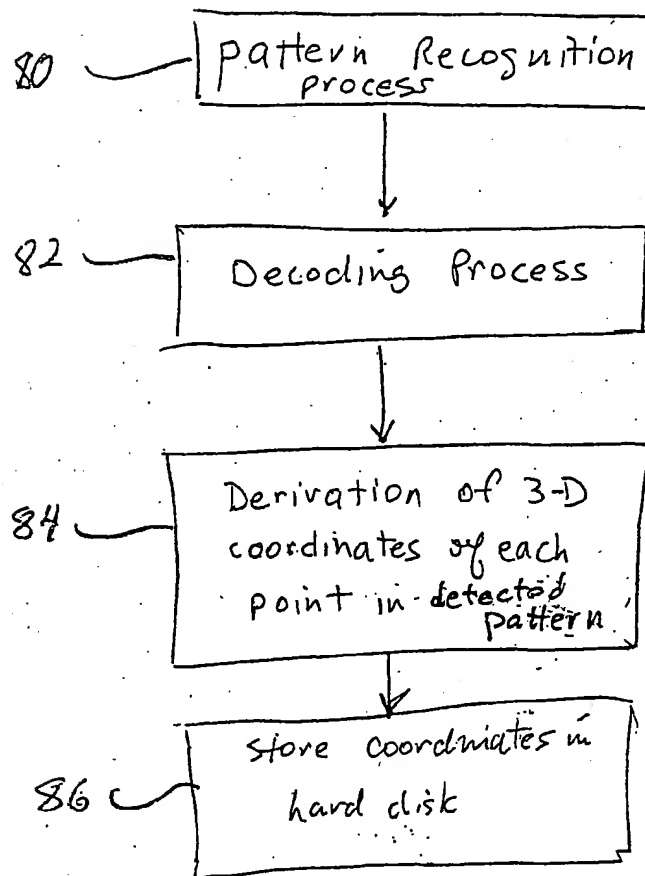 80
pattern Recognition
process
82
Decoding Process
84
Derivation of 3-D
coordinates of each
point in detected
pattern
86
store coordinates in
hard disk